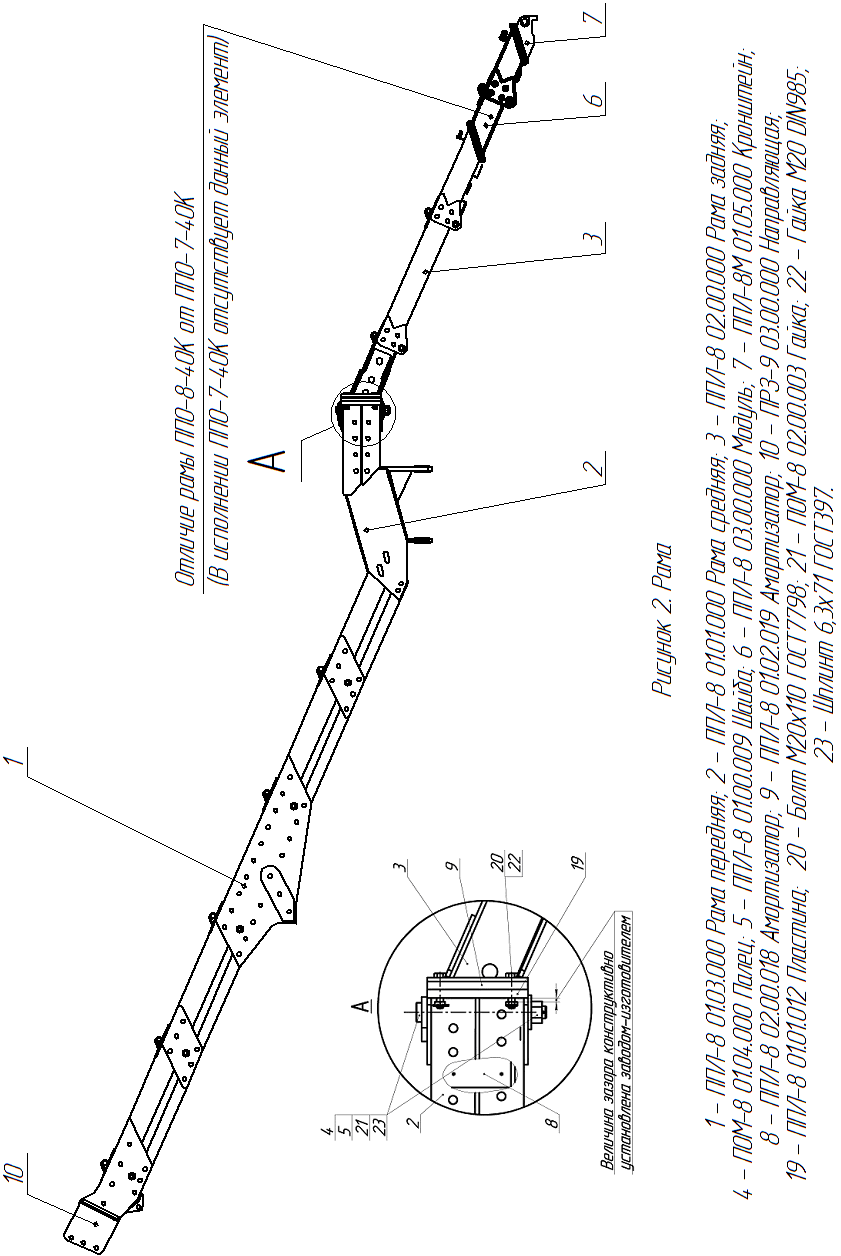 Отличие рамы ППО-8-40К от ППО-7-40К
(В исполнении ППО-7-40К отсутствует данный элемент)
10
1
А
2
3
6
7
А
4
5
21
23
2
8
3
9
20
22
19
Величина зазора конструктивно
установлена заводом-изготовителем
Рисунок 2. Рама
1 – ППЛ-8 01.03.000 Рама передняя; 2 – ППЛ-8 01.01.000 Рама средняя; 3 – ППЛ-8 02.00.000 Рама задняя;
4 – ПОМ-8 01.04.000 Палец; 5 – ППЛ-8 01.00.009 Шайба; 6 – ППЛ-8 03.00.000 Модуль; 7 – ППЛ-8М 01.05.000 Кронштейн;
8 – ППЛ-8 02.00.018 Амортизатор; 9 – ППЛ-8 01.02.019 Амортизатор; 10 – ПРЗ-9 03.00.000 Направляющая;
19 – ППЛ-8 01.01.012 Пластина; 20 – Болт М20х110 ГОСТ7798; 21 – ПОМ-8 02.00.003 Гайка; 22 – Гайка М20 DIN985;
23 – Шплинт 6,3х71 ГОСТ397.